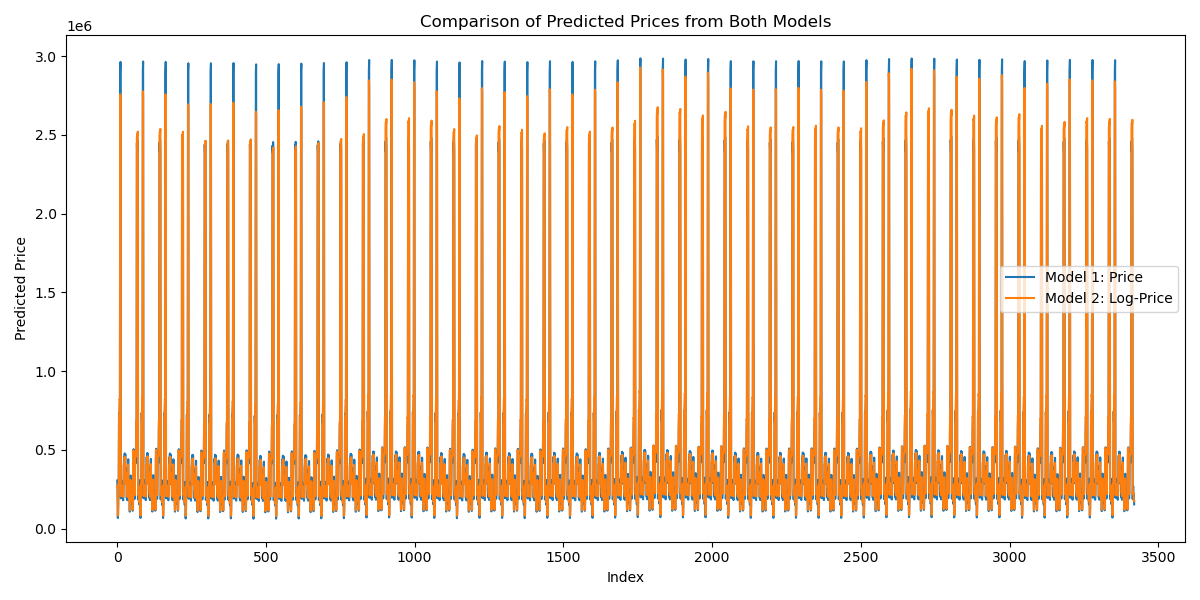 Comparison of Predicted Prices from Both Models
1e6
3.0
2.5
2.0
1.5
1.0
0.5
0.0
Predicted Price
Model 1: Price
Model 2: Log-Price
0 500 1000 1500 2000 2500 3000 3500
Index